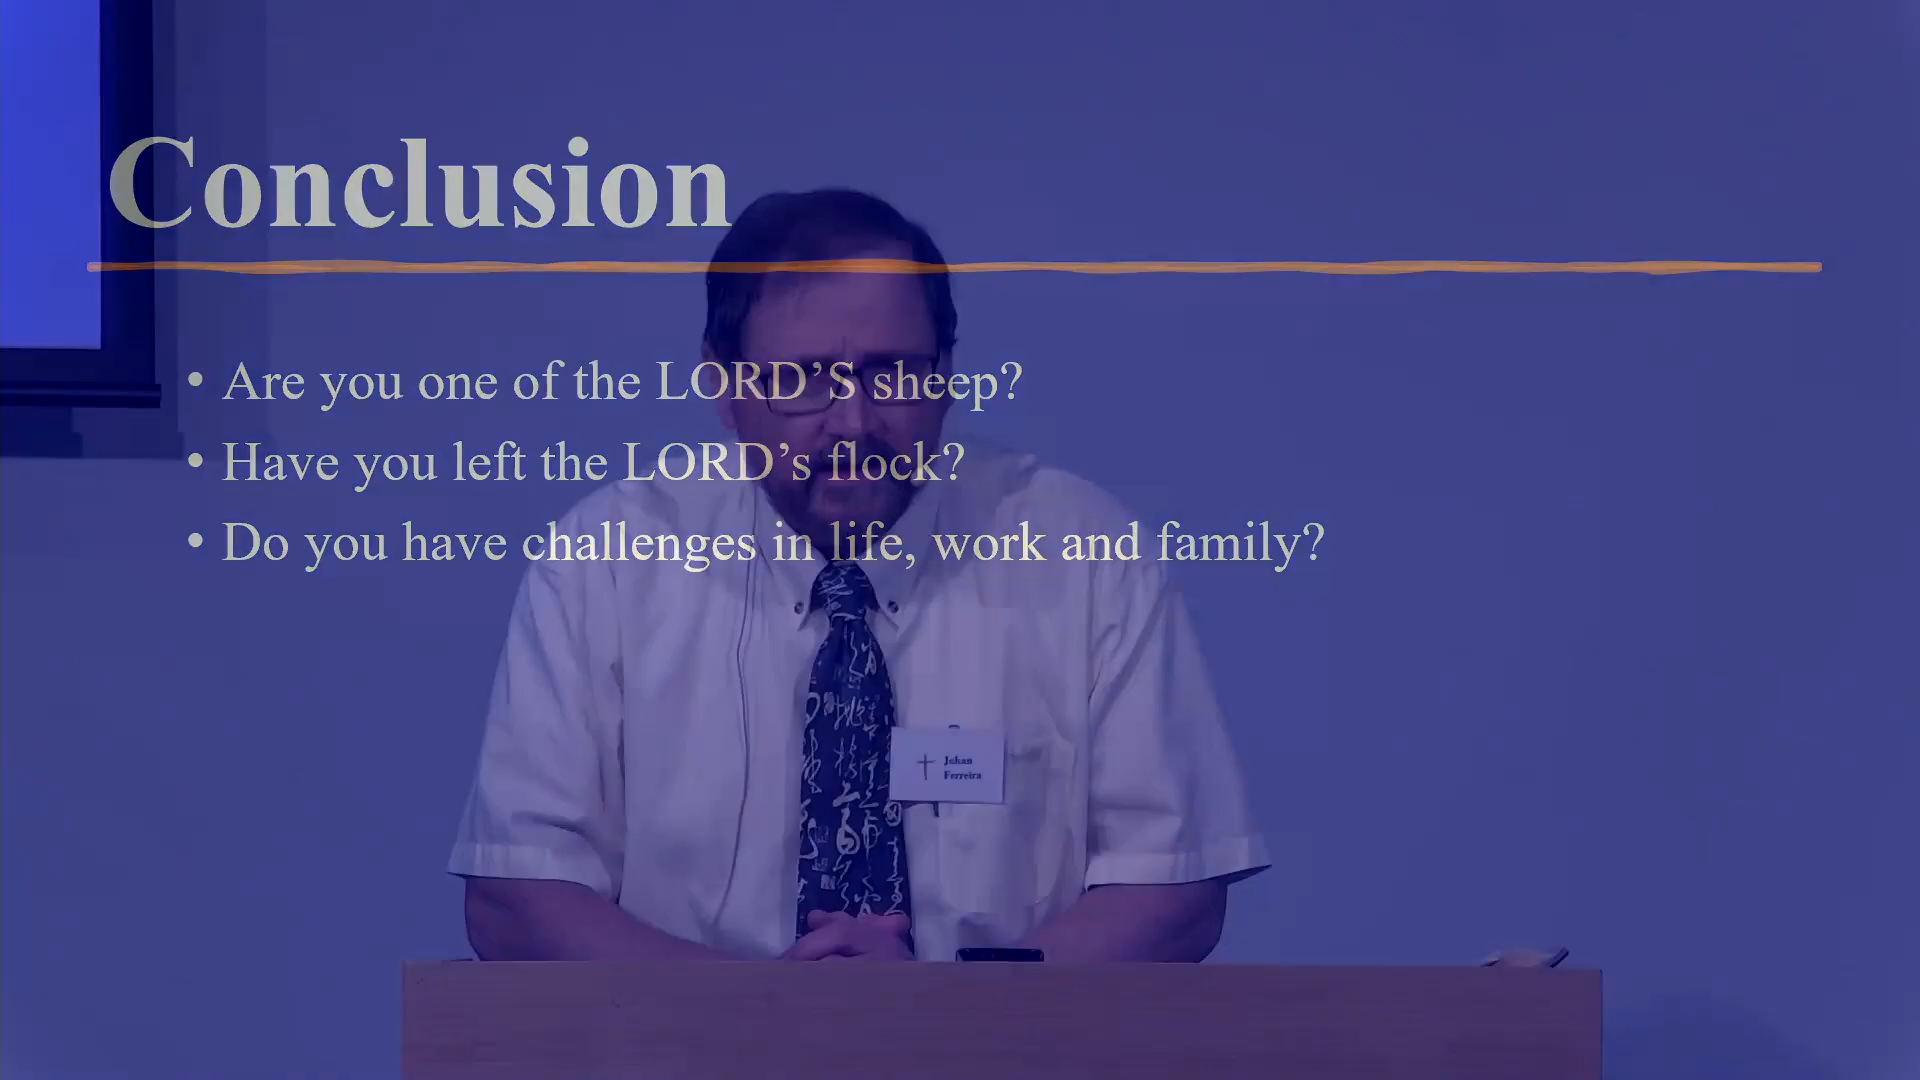 Conclusion
• Are you one of the LORD’S sheep?
• Have you left the LORD’s flock?
• Do you have challenges in life, work and family?
Johan
Ferreira